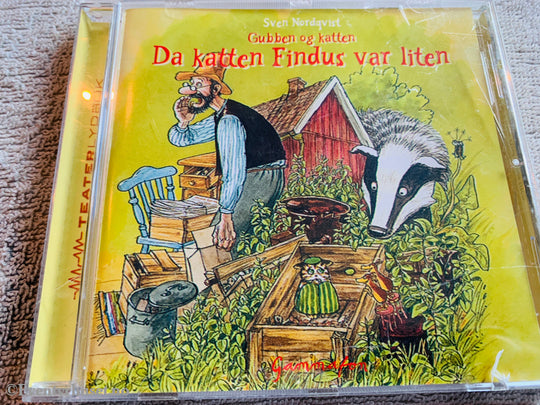 Sven Nordqvist
Gubben og katten
Da katten Findus var liten
TEATERLYDBOK
Gammafon